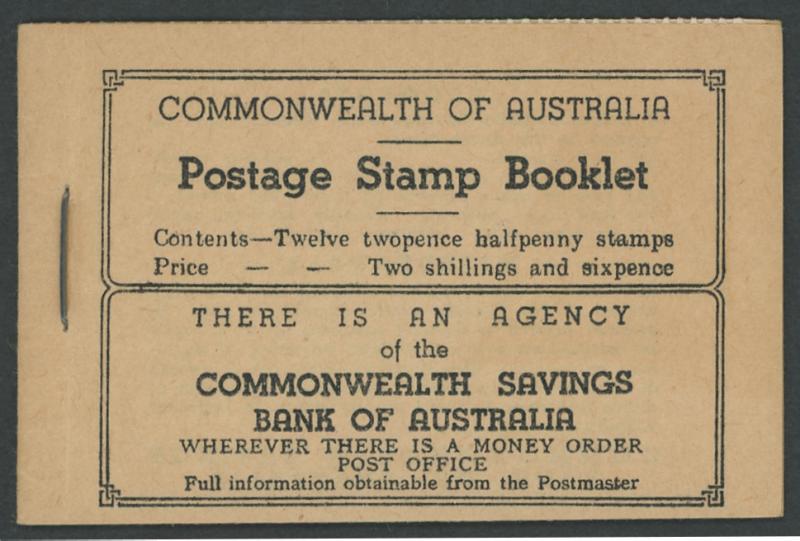 COMMONWEALTH OF AUSTRALIA
Postage Stamp Booklet
Contents—Twelve twopence halfpenny stamps
Price — — Two shillings and sixpence
THERE IS AN AGENCY
of the
COMMONWEALTH SAVINGS
BANK OF AUSTRALIA
WHEREVER THERE IS A MONEY ORDER
POST OFFICE
Full information obtainable from the Postmaster